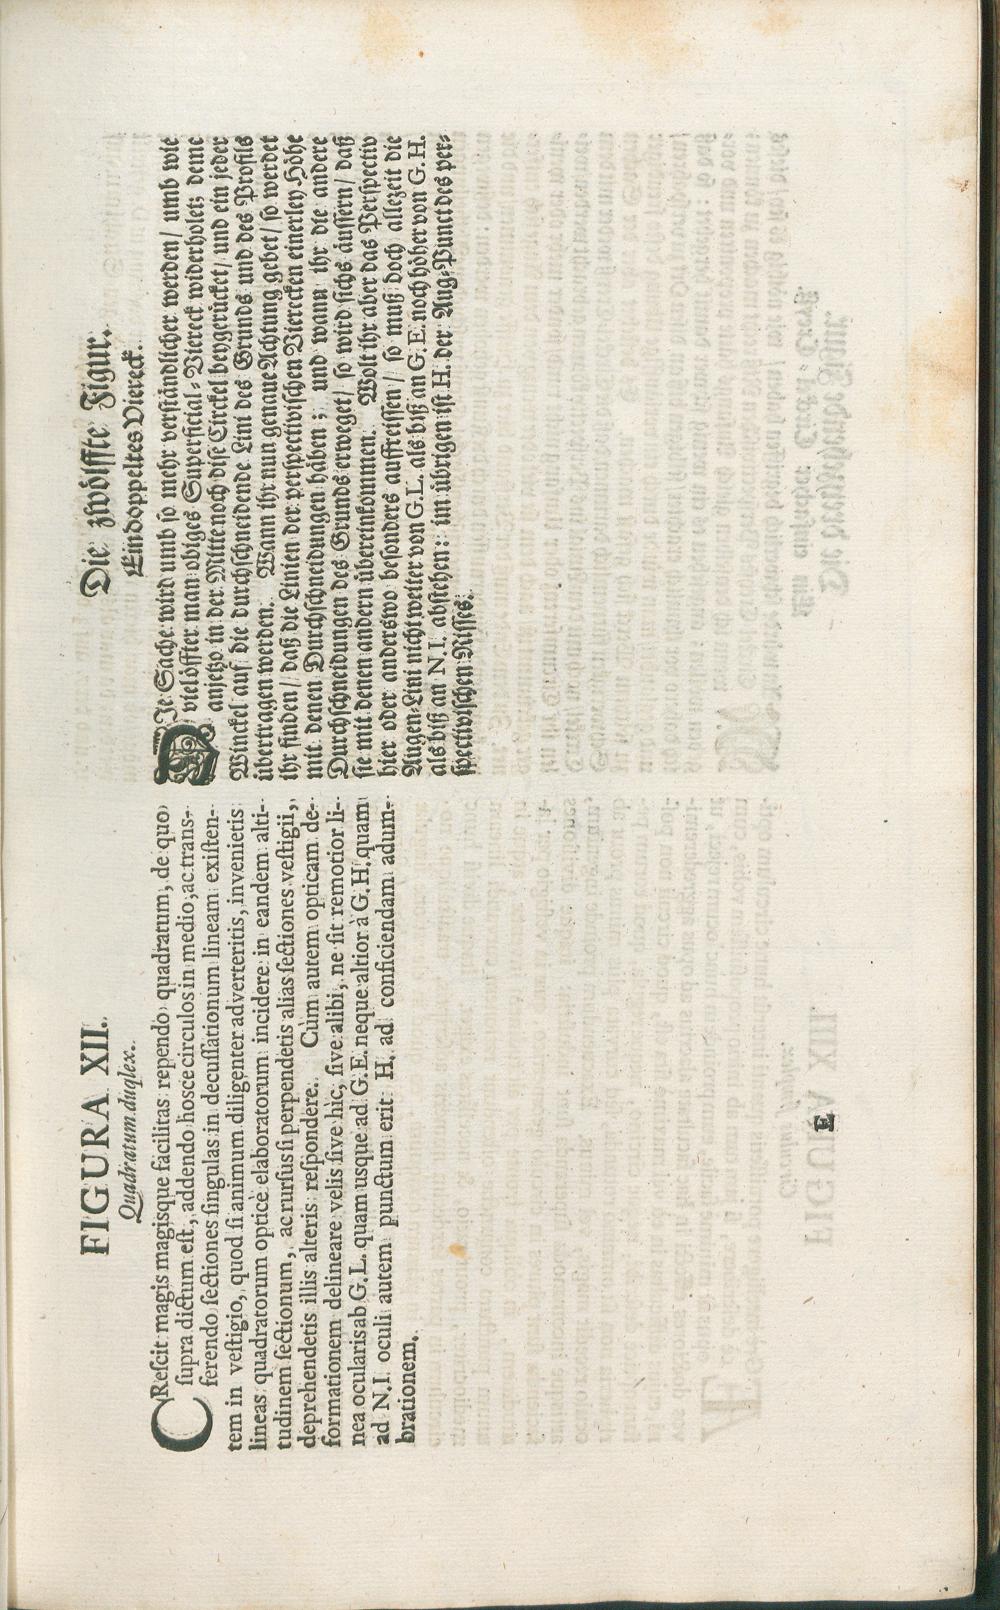 FIGURA XII.
Quadratum duplex.
CRescit magis magisque facilitas rependo quadratum, de quo
supra dictum est, addendo hosce circulos in medio; ac trans-
ferendo sectiones singulas in decussationum lineam existen-
tem in vestigio, quod si animum diligenter adverteritis, invenietis
lineas quadratorum opticè elaboratorum incidere in eandem alti-
tudinem sectionum, ac rursus si perpendetis alias sectiones vestigii,
deprehendetis illis alteris respondere. Cùm autem opticam de-
formationem delineare velis sive hìc, sive alibi, ne sit remotior li-
nea ocularis ab G.L. quam usque ad G.E. neque altior à G.H. quam
ad N.I. oculi autem punctum erit H. ad conficiendam adum-
brationem.
Die zwölffte Figur.
Ein doppeltes Viereck.
DIe Sache wird umb so mehr verständlicher werden / umb wie
viel öffter man obiges Superficial-Viereck widerholet; deme
anjetzo in der Mitte noch dise Circkel beygerücket / und ein jeder
Winckel auf die durchschneidende Lini des Grunds und des Profils
übertragen werden. Wann ihr nun genaue Achtung gebet / so werdet
ihr finden / daß die Linien der perspectivischen Vierecken einerley Höhe
mit denen Durchschneidungen haben; und wann ihr die andere
Durchschneidungen des Grunds erweget / so wird sichs äussern / daß
sie mit denen andern übereinkommen. Wolt ihr aber das Perspectiv
hier oder anderswo besonders auffreissen / so muß doch allezeit die
Augen-Lini nicht weiter von G.L. als biß an G.E. noch höher von G.H.
als biß an N.I. abstehen: im übrigen ist H. der Aug-Punct des per-
spectivischen Risses.
E